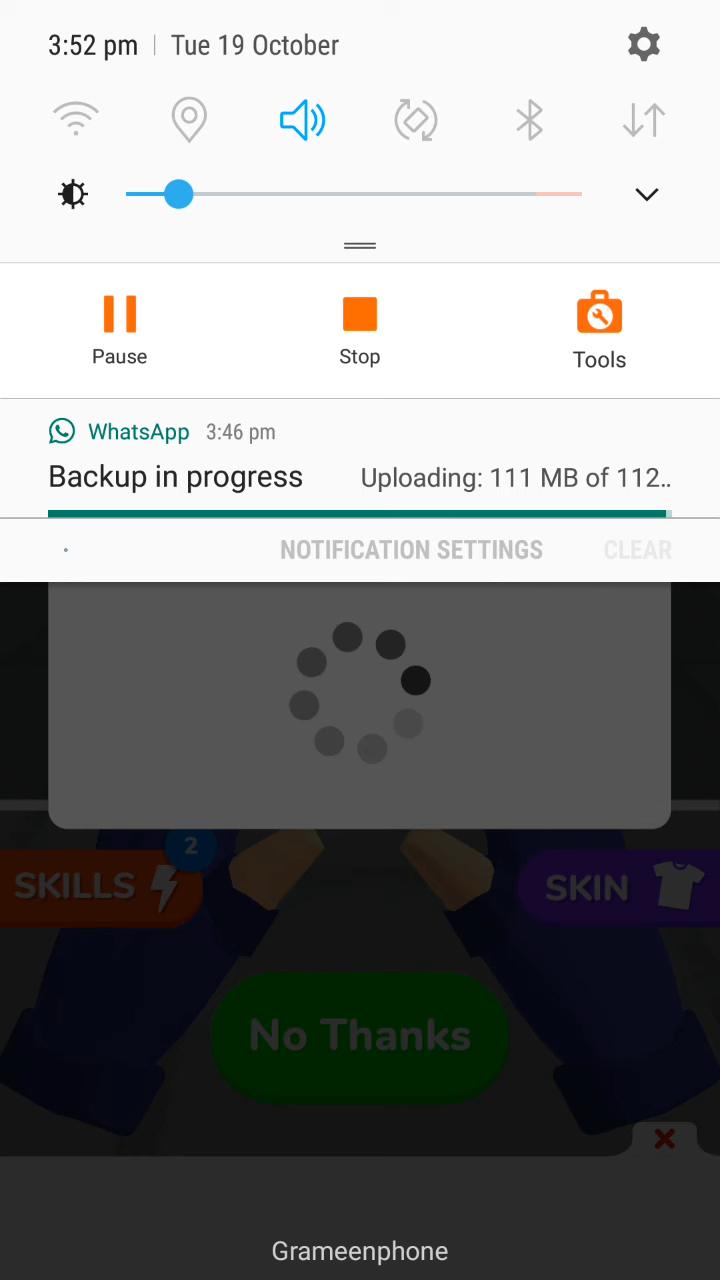 3:52 pm | Tue 19 October
Pause Stop Tools
WhatsApp 3:46 pm
Backup in progress Uploading: 111 MB of 112..
NOTIFICATION SETTINGS CLEAR
2
SKILLS SKIN
No Thanks
Grameenphone